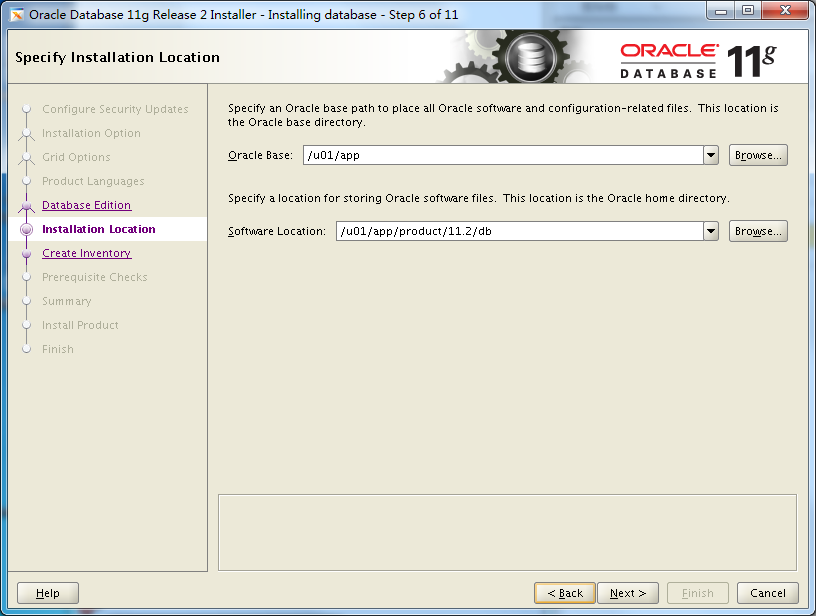 Oracle Database 11g Release 2 Installer - Installing database - Step 6 of 11
Specify Installation Location
ORACLE
DATABASE 11g
Configure Security Updates
Installation Option
Grid Options
Product Languages
Database Edition
Installation Location
Create Inventory
Prerequisite Checks
Summary
Install Product
Finish
Specify an Oracle base path to place all Oracle software and configuration-related files. This location is
the Oracle base directory.
Oracle Base: /u01/app Browse...
Specify a location for storing Oracle software files. This location is the Oracle home directory.
Software Location: /u01/app/product/11.2/db Browse...
Help < Back Next > Finish Cancel